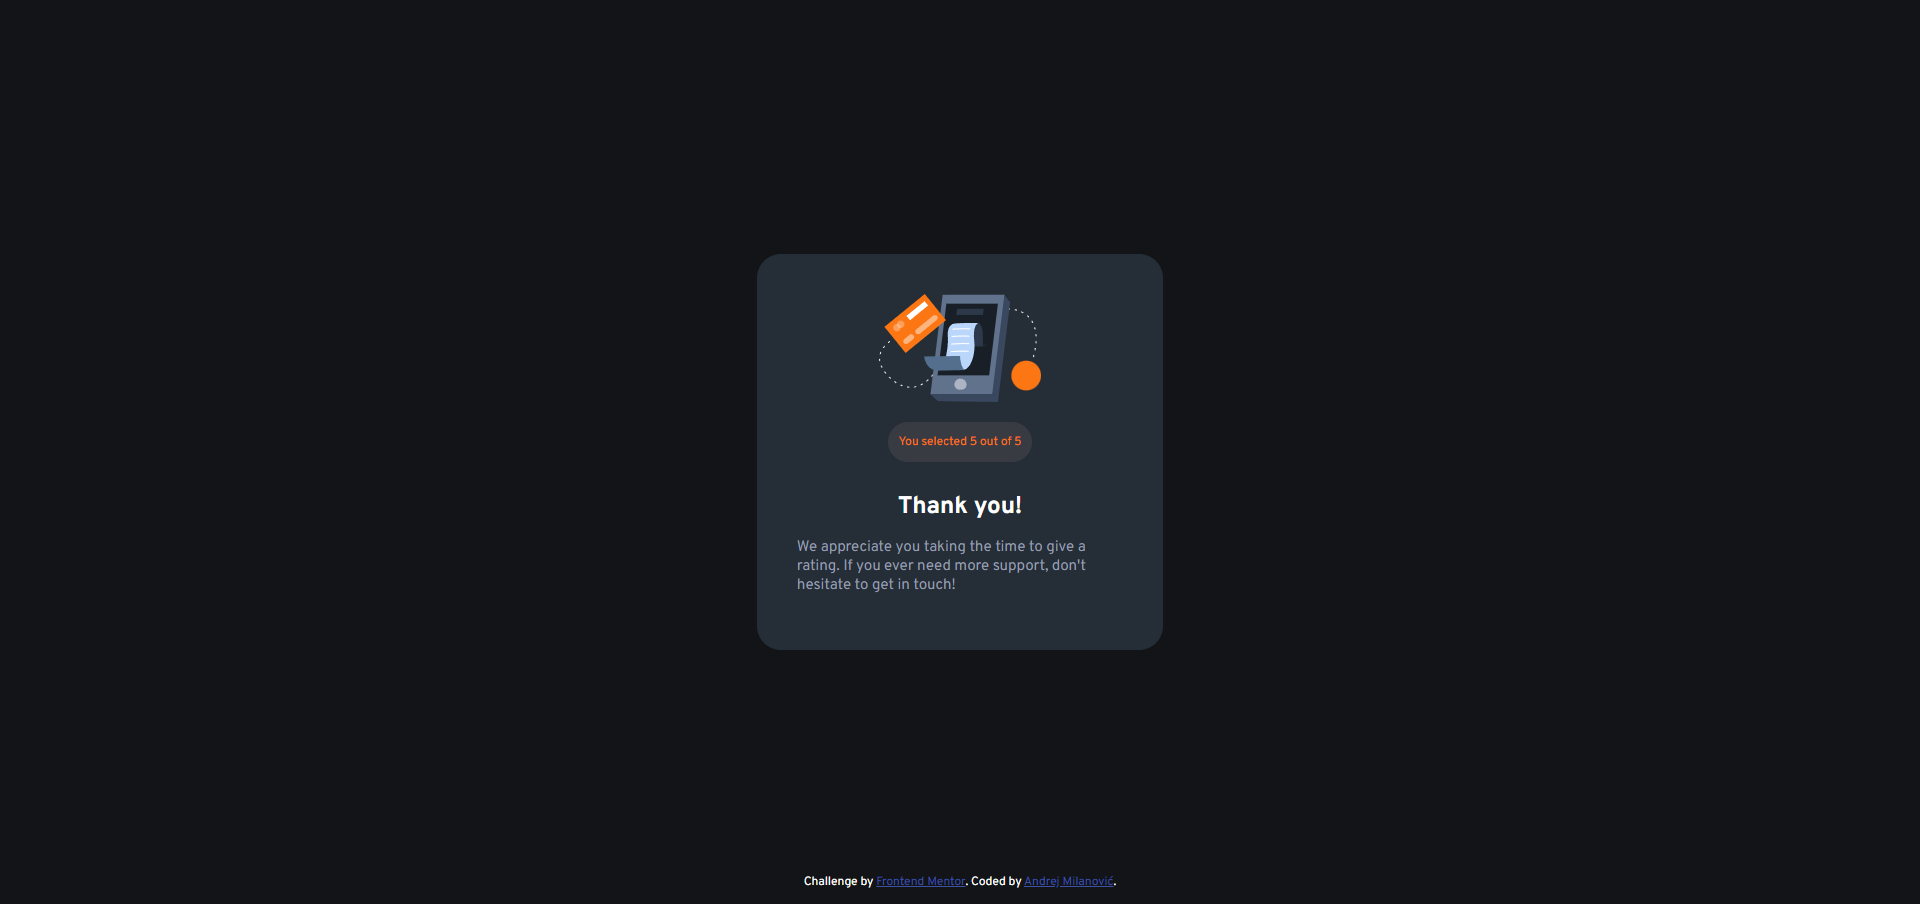 You selected 5 out of 5
Thank you!
We appreciate you taking the time to give a
rating. If you ever need more support, don't
hesitate to get in touch!
Challenge by Frontend Mentor. Coded by Andrej Milanović.